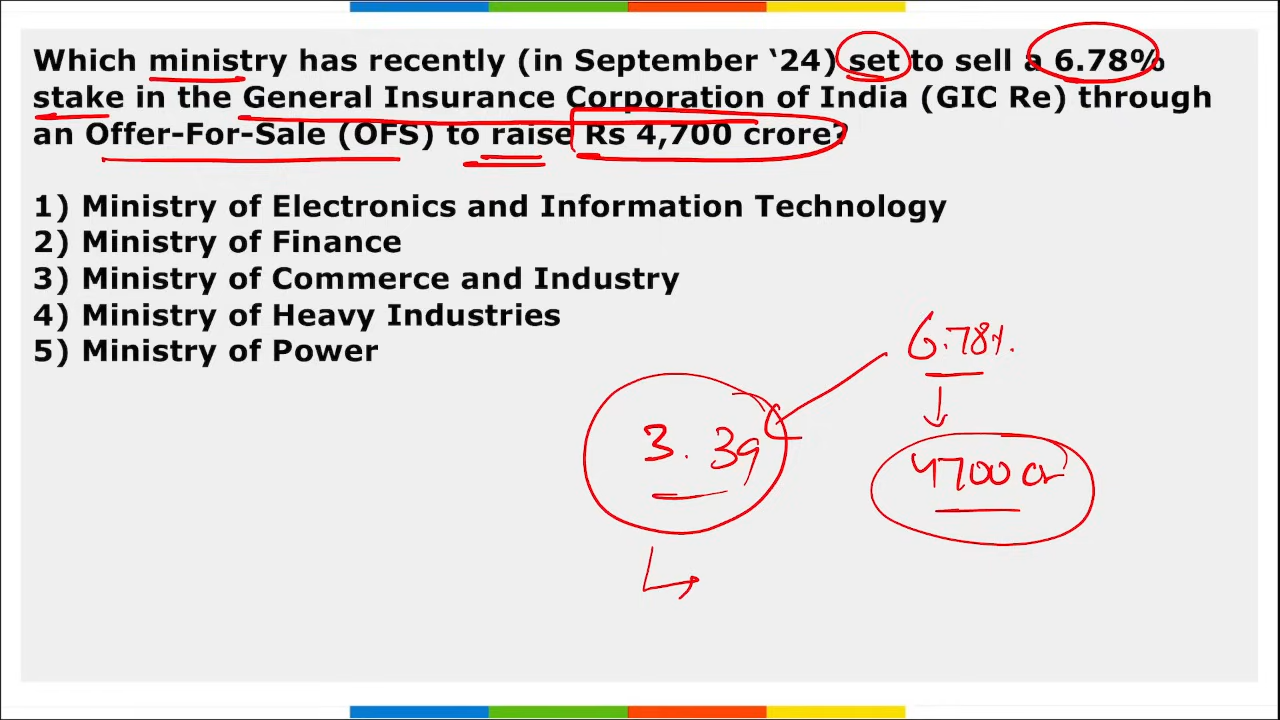 Which ministry has recently (in September ‘24) set to sell a 6.78%
stake in the General Insurance Corporation of India (GIC Re) through
an Offer-For-Sale (OFS) to raise Rs 4,700 crore?
1) Ministry of Electronics and Information Technology
2) Ministry of Finance
3) Ministry of Commerce and Industry
4) Ministry of Heavy Industries
5) Ministry of Power
6.78%.
3.39
4700 Cr